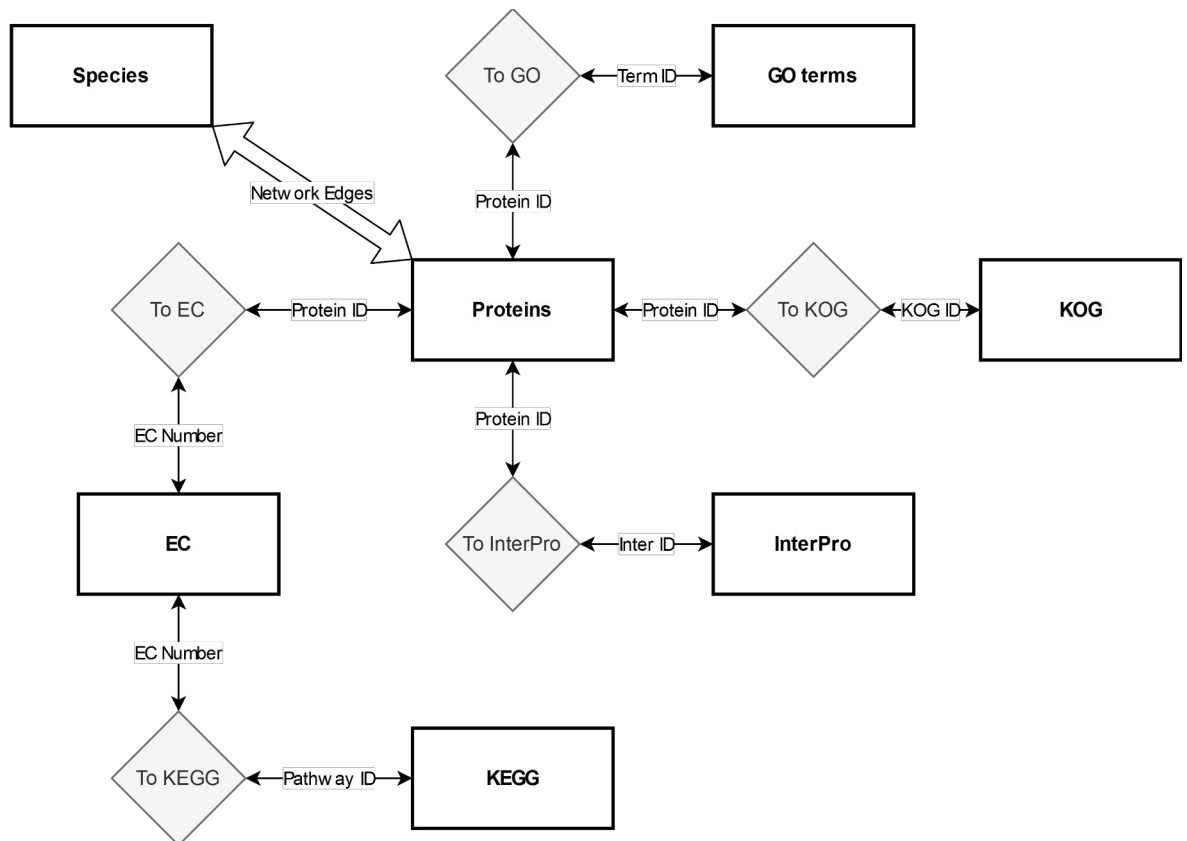 Species
To GO
Term ID
GO terms
Network Edges
Protein ID
To EC
Protein ID
Proteins
Protein ID
To KOG
KOG ID
KOG
EC Number
Protein ID
EC
To InterPro
Inter ID
InterPro
EC Number
To KEGG
Pathway ID
KEGG